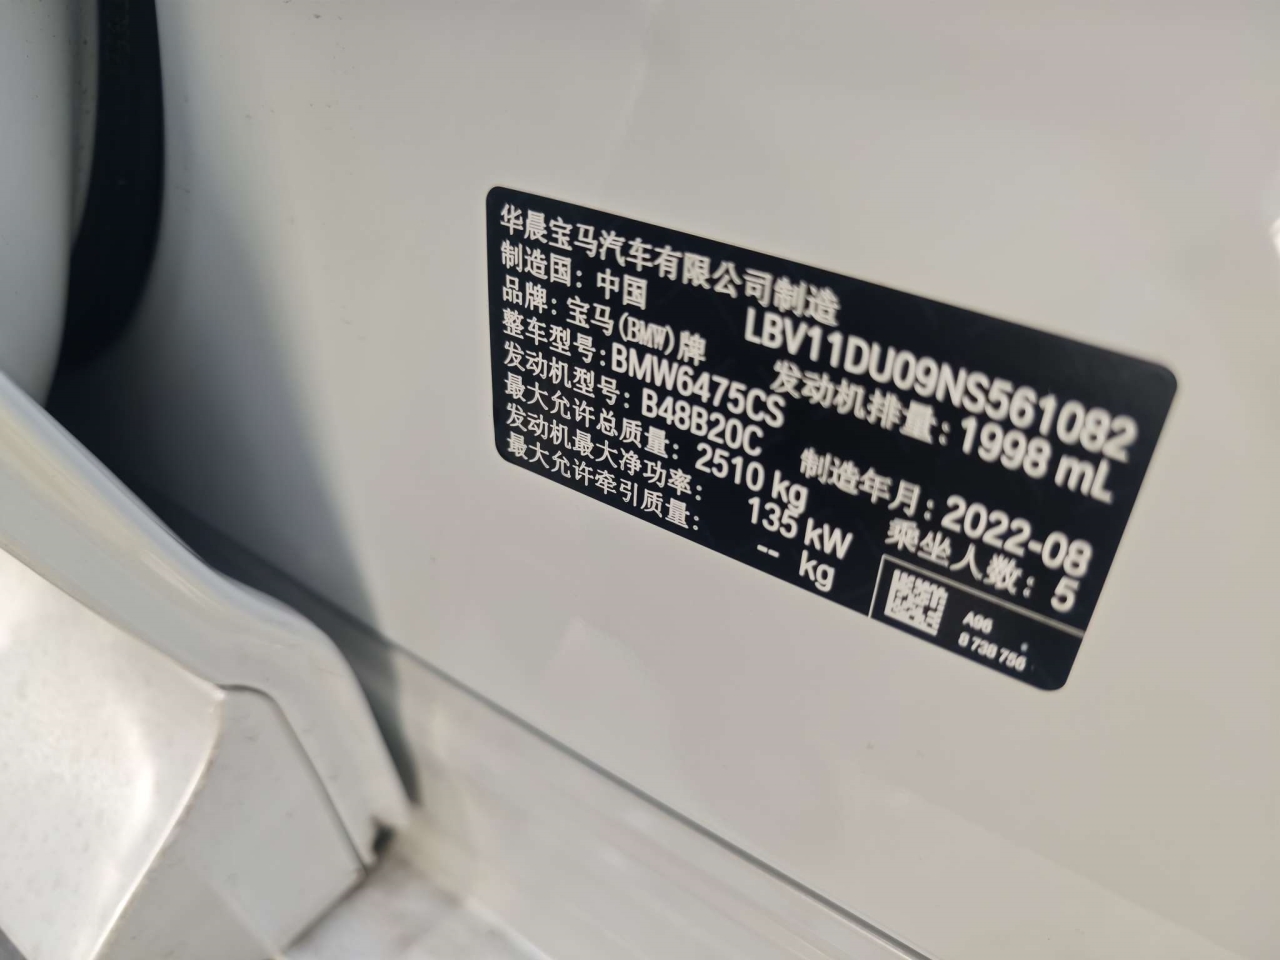 华晨宝马汽车有限公司制造
制造国：中国 LBV11DU09NS561082
品牌：宝马(BMW)牌 发动机排量：1998 mL
整车型号：BMW6475CS
发动机型号：B48B20C 制造年月：2022-08
最大允许总质量：2510 kg 乘坐人数：5
发动机最大净功率：135 kW
最大允许牵引质量：-- kg
A96
8 738 756